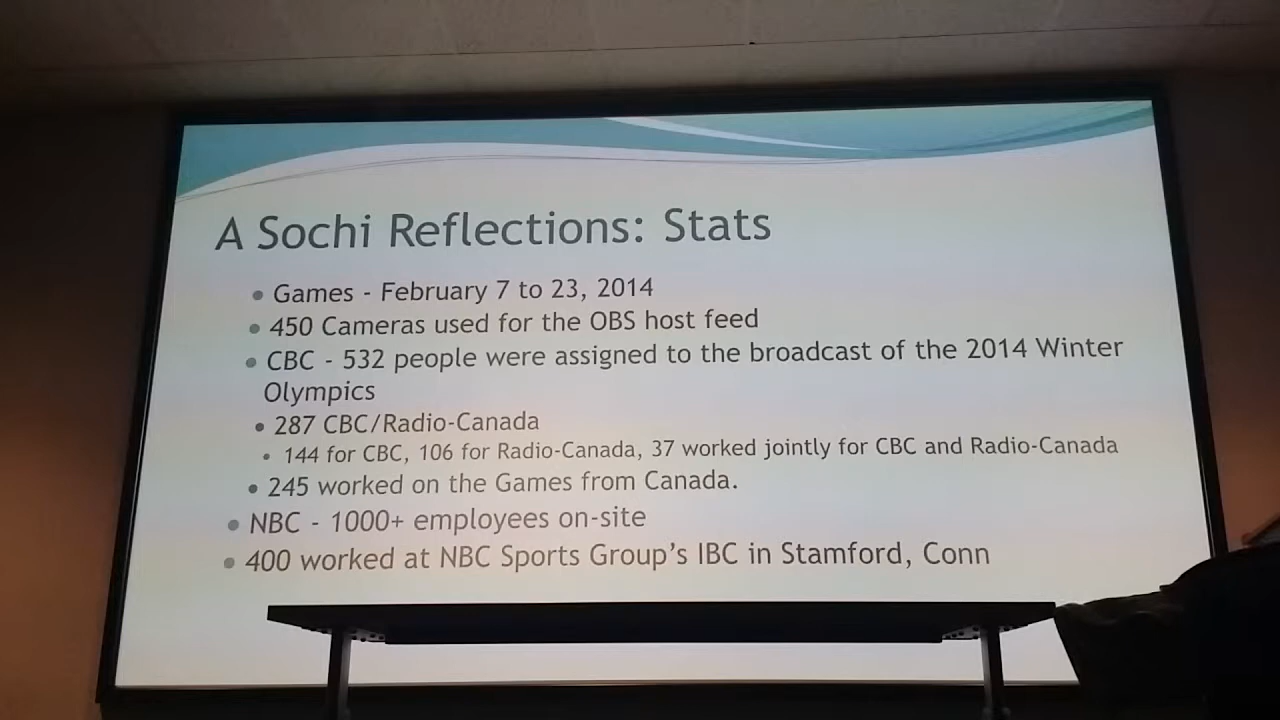 A Sochi Reflections: Stats
• Games - February 7 to 23, 2014
• 450 Cameras used for the OBS host feed
• CBC - 532 people were assigned to the broadcast of the 2014 Winter
Olympics
• 287 CBC/Radio-Canada
• 144 for CBC, 106 for Radio-Canada, 37 worked jointly for CBC and Radio-Canada
• 245 worked on the Games from Canada.
• NBC - 1000+ employees on-site
• 400 worked at NBC Sports Group's IBC in Stamford, Conn